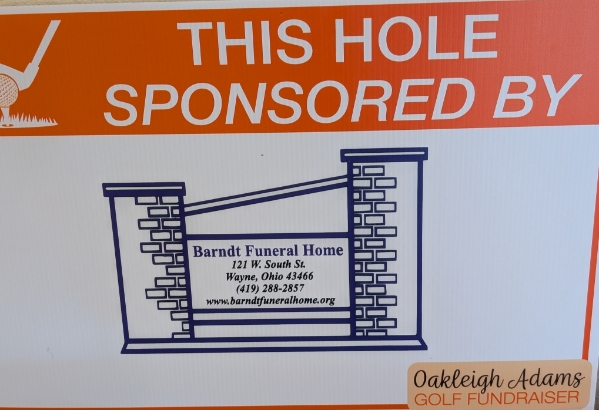 THIS HOLE
SPONSORED BY
Barndt Funeral Home
121 W. South St.
Wayne, Ohio 43466
(419) 288-2857
www.barndtfuneralhome.org
Oakleigh Adams
GOLF FUNDRAISER